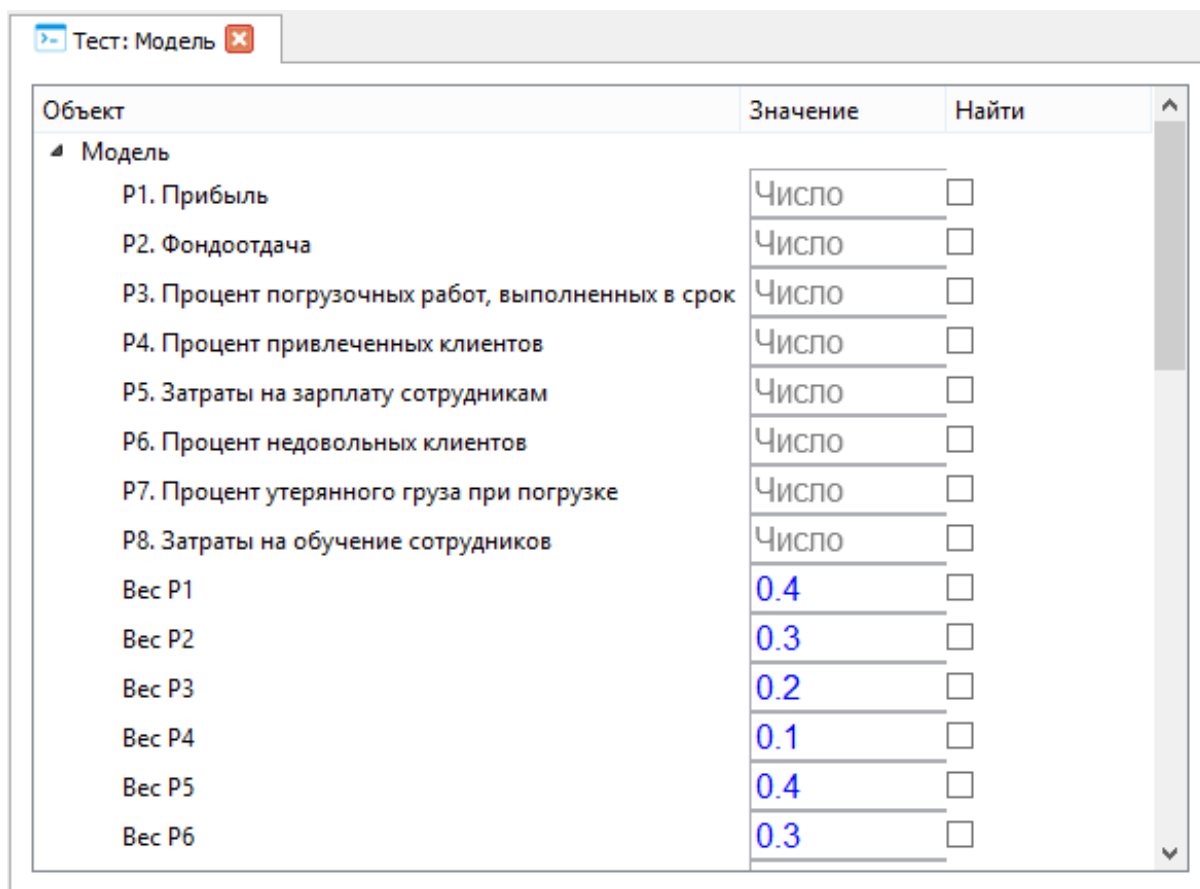 Тест: Модель
Объект Значение Найти
Модель
P1. Прибыль Число
P2. Фондоотдача Число
P3. Процент погрузочных работ, выполненных в срок Число
P4. Процент привлеченных клиентов Число
P5. Затраты на зарплату сотрудникам Число
P6. Процент недовольных клиентов Число
P7. Процент утерянного груза при погрузке Число
P8. Затраты на обучение сотрудников Число
Вес P1 0.4
Вес P2 0.3
Вес P3 0.2
Вес P4 0.1
Вес P5 0.4
Вес P6 0.3